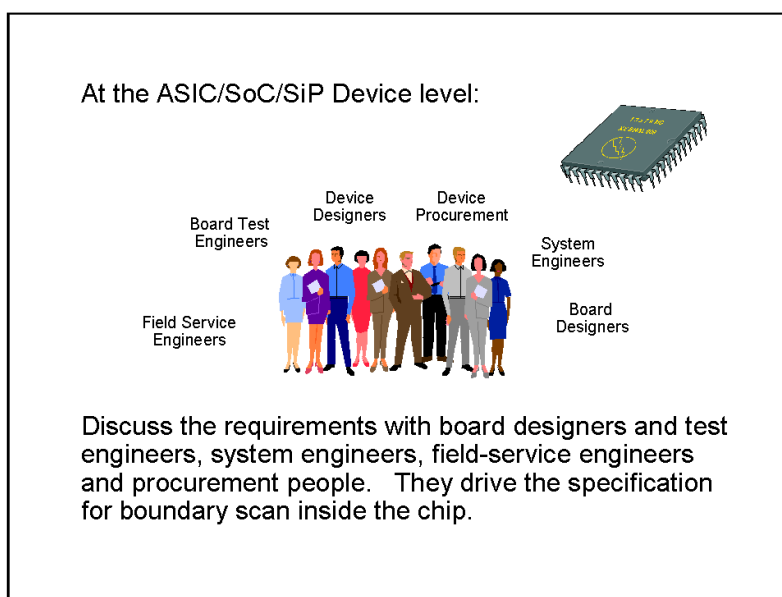 At the ASIC/SoC/SiP Device level:
Device
Designers
Device
Procurement
Board Test
Engineers
System
Engineers
Field Service
Engineers
Board
Designers
Discuss the requirements with board designers and test
engineers, system engineers, field-service engineers
and procurement people.   They drive the specification
for boundary scan inside the chip.